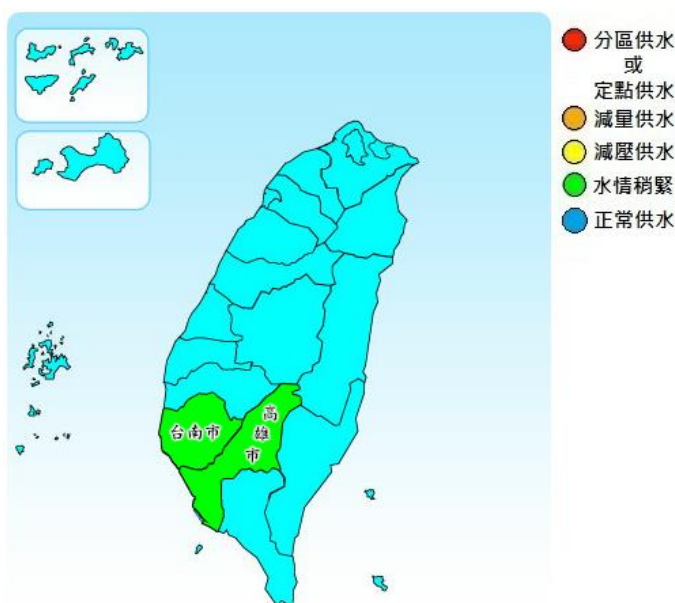 分區供水
或
定點供水
減量供水
減壓供水
水情稍緊
正常供水
台南市
高雄市